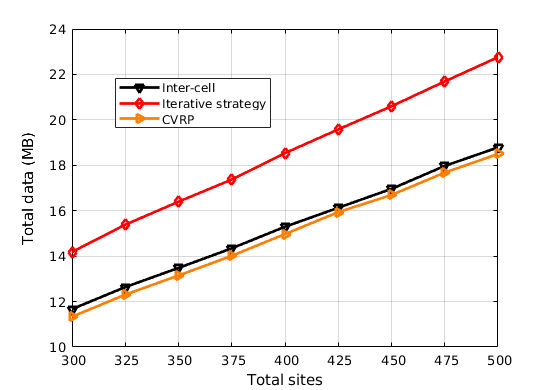 24
22
20
18
16
14
12
10
Total data (MB)
Inter-cell
Iterative strategy
CVRP
300 325 350 375 400 425 450 475 500
Total sites